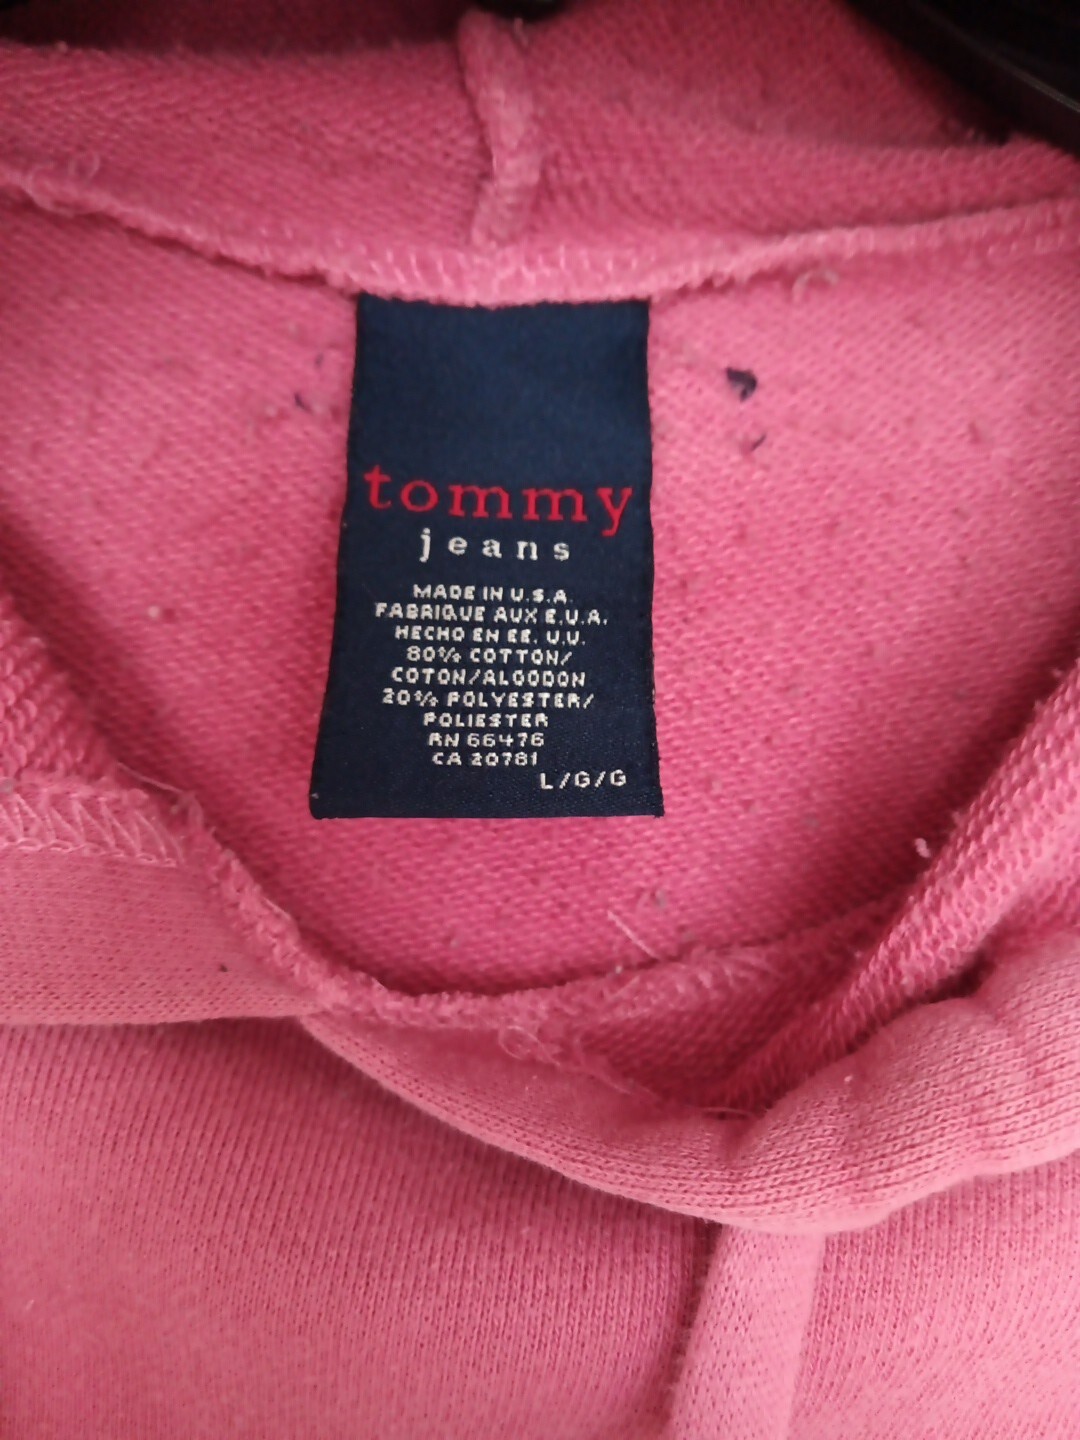 tommy
jeans
MADE IN U.S.A.
FABRIQUE AUX E.U.A.
HECHO EN EE. U.U.
80% COTTON/
COTON/ALGODON
20% POLYESTER/
POLIESTER
RN 66476
CA 20781
L/G/G